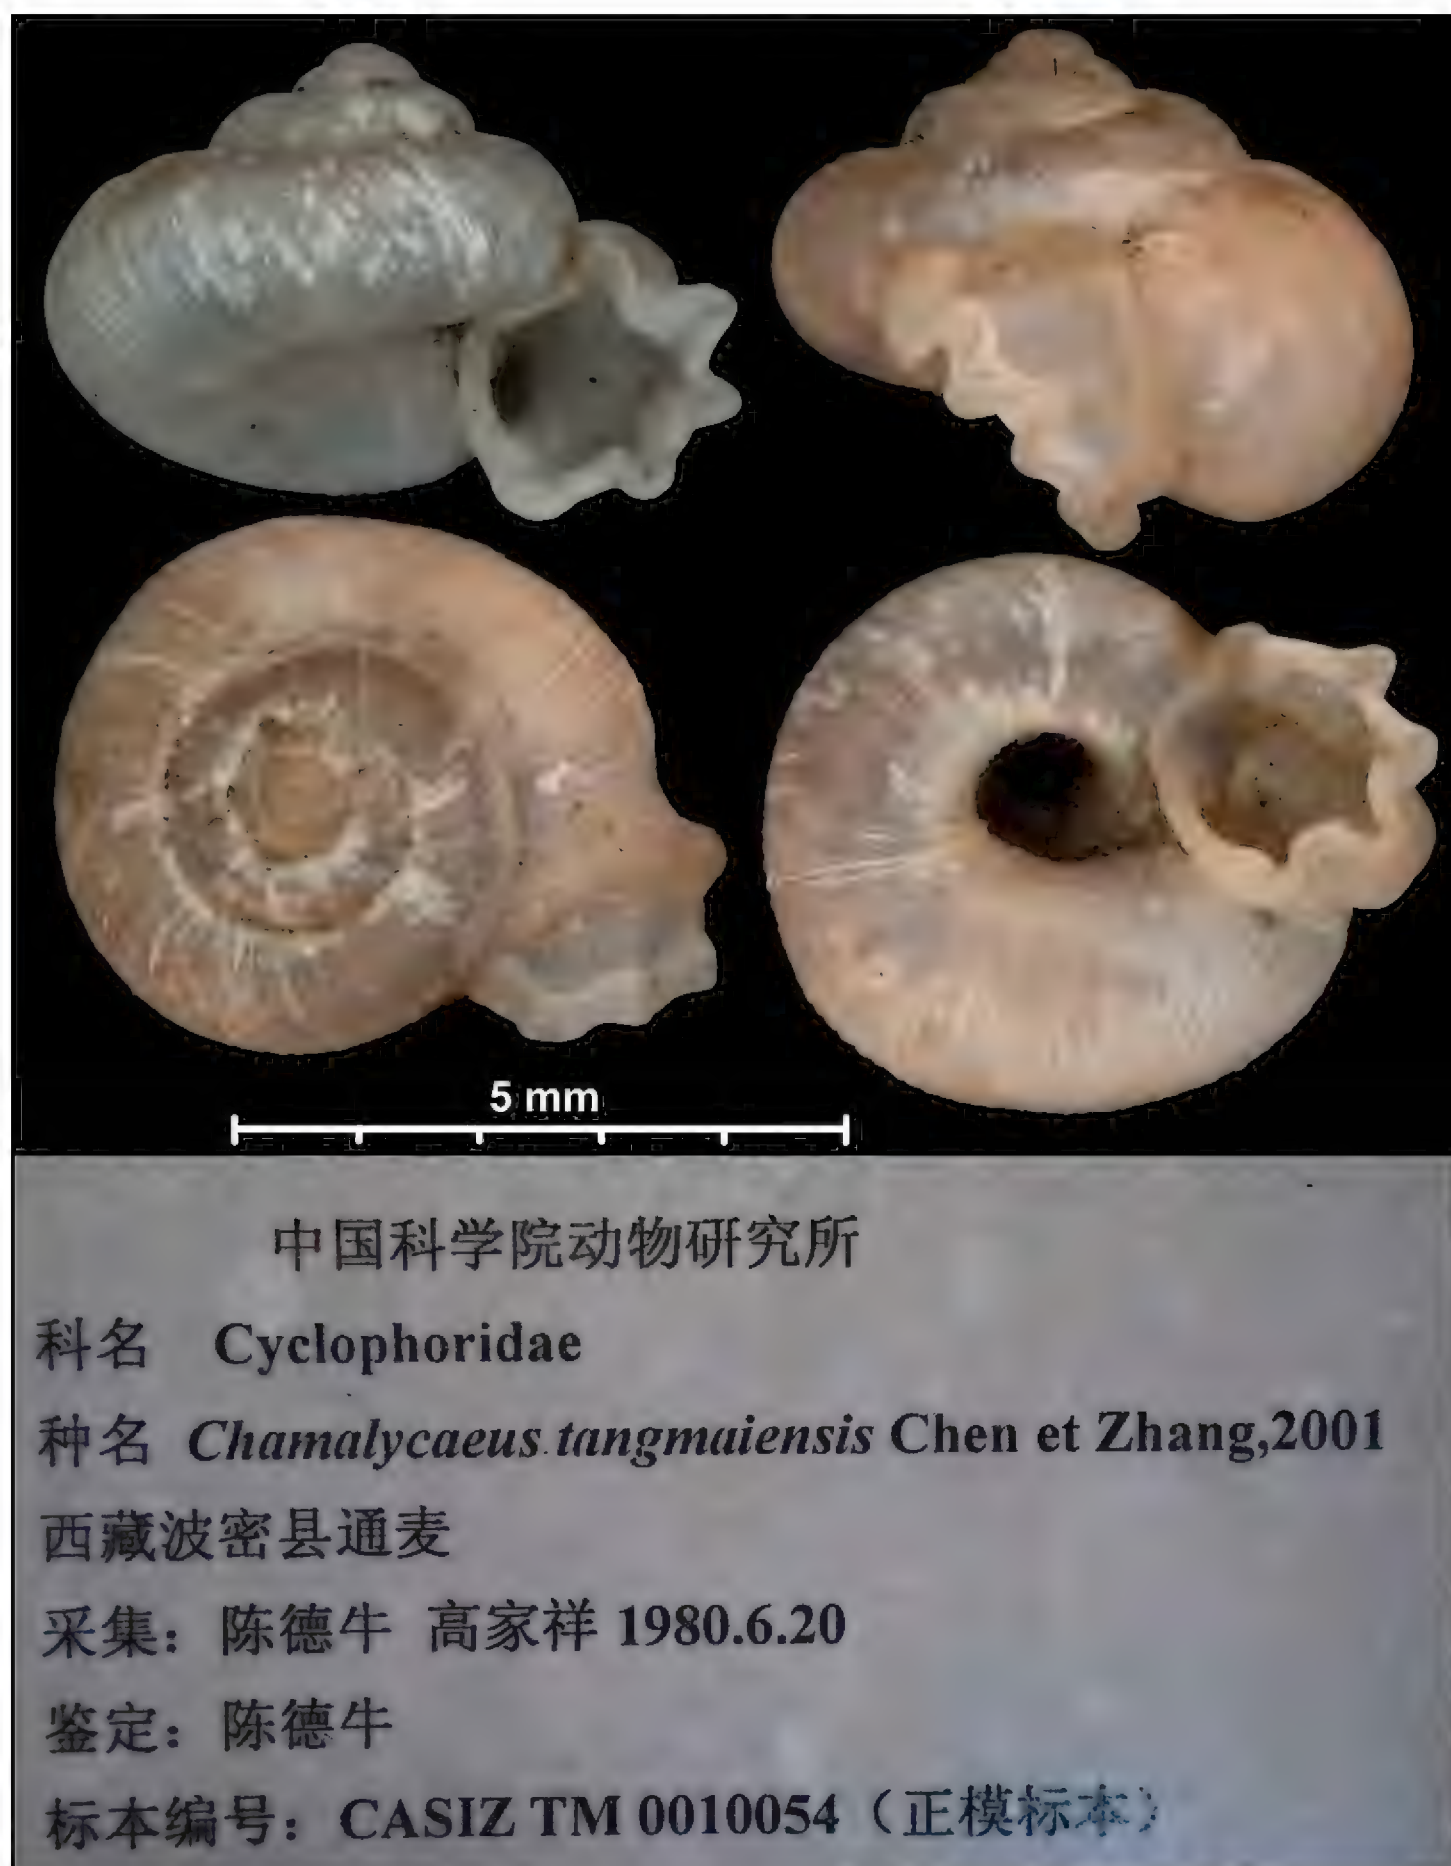 5 mm
中国科学院动物研究所
科名 Cyclophoridae
种名 Chamalycaeus tangmaiensis Chen et Zhang,2001
西藏波密县通麦
采集：陈德牛 高家祥 1980.6.20
鉴定：陈德牛
标本编号：CASIZ TM 0010054（正模标本）